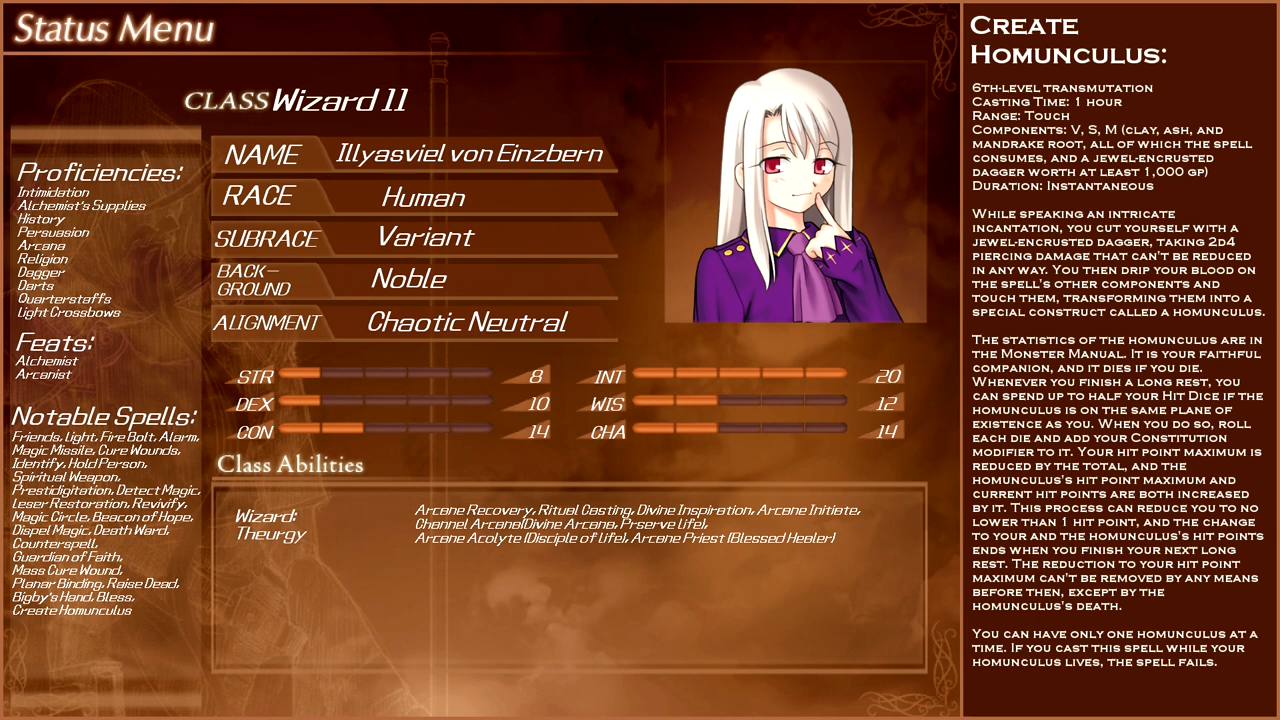 Status Menu
CLASS Wizard 11
NAME Illyasviel von Einzbern
RACE Human
SUBRACE Variant
BACK-
GROUND Noble
ALIGNMENT Chaotic Neutral
Proficiencies:
Intimidation
Alchemist's Supplies
History
Persuasion
Arcana
Religion
Dagger
Darts
Quarterstaffs
Light Crossbows
Feats:
Alchemist
Arcanist
Notable Spells:
Friends, Light, Fire Bolt, Alarm,
Magic Missile, Cure Wounds,
Identify, Hold Person,
Spiritual Weapon,
Prestidigitation, Detect Magic,
Leser Restoration, Revivify,
Magic Circle, Beacon of Hope,
Dispel Magic, Death Ward,
Counterspell,
Guardian of Faith,
Mass Cure Wound,
Planar Binding, Raise Dead,
Bigby's Hand, Bless,
Create Homunculus
STR 8 INT 20
DEX 10 WIS 12
CON 14 CHA 14
Class Abilities
Wizard:
Theurgy
Arcane Recovery, Ritual Casting, Divine Inspiration, Arcane Initiate,
Channel Arcana(Divine Arcana, Prserve life),
Arcane Acolyte (Disciple of life), Arcane Priest (Blessed Healer)
Create
Homunculus:
6th-level transmutation
Casting Time: 1 hour
Range: Touch
Components: V, S, M (clay, ash, and
mandrake root, all of which the spell
consumes, and a jewel-encrusted
dagger worth at least 1,000 gp)
Duration: Instantaneous
While speaking an intricate
incantation, you cut yourself with a
jewel-encrusted dagger, taking 2d4
piercing damage that can't be reduced
in any way. You then drip your blood on
the spell's other components and
touch them, transforming them into a
special construct called a homunculus.
The statistics of the homunculus are in
the Monster Manual. It is your faithful
companion, and it dies if you die.
Whenever you finish a long rest, you
can spend up to half your Hit Dice if the
homunculus is on the same plane of
existence as you. When you do so, roll
each die and add your Constitution
modifier to it. Your hit point maximum is
reduced by the total, and the
homunculus's hit point maximum and
current hit points are both increased
by it. This process can reduce you to no
lower than 1 hit point, and the change
to your and the homunculus's hit points
ends when you finish your next long
rest. The reduction to your hit point
maximum can't be removed by any means
before then, except by the
homunculus's death.
You can have only one homunculus at a
time. If you cast this spell while your
homunculus lives, the spell fails.